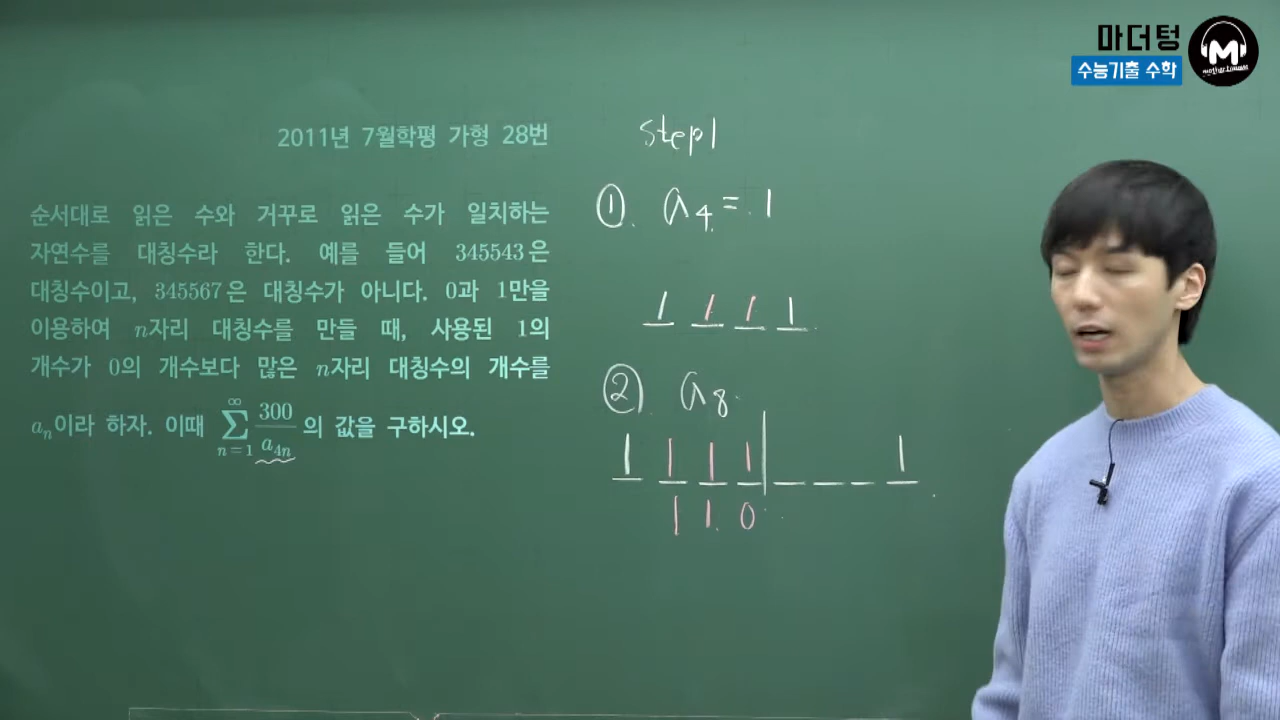 마더텅
수능기출 수학
M
2011년 7월학평 가형 28번
순서대로 읽은 수와 거꾸로 읽은 수가 일치하는
자연수를 대칭수라 한다. 예를 들어 345543은
대칭수이고, 345567은 대칭수가 아니다. 0과 1만을
이용하여 n자리 대칭수를 만들 때, 사용된 1의
개수가 0의 개수보다 많은 n자리 대칭수의 개수를
aₙ이라 하자. 이때 ∑_{n=1}^{∞} 300/a₄ₙ 의 값을 구하시오.
Step1
①. a₄ = 1
1 1 1 1
②. a₈
1 1 1 1 | _ _ _ 1
1 1 0